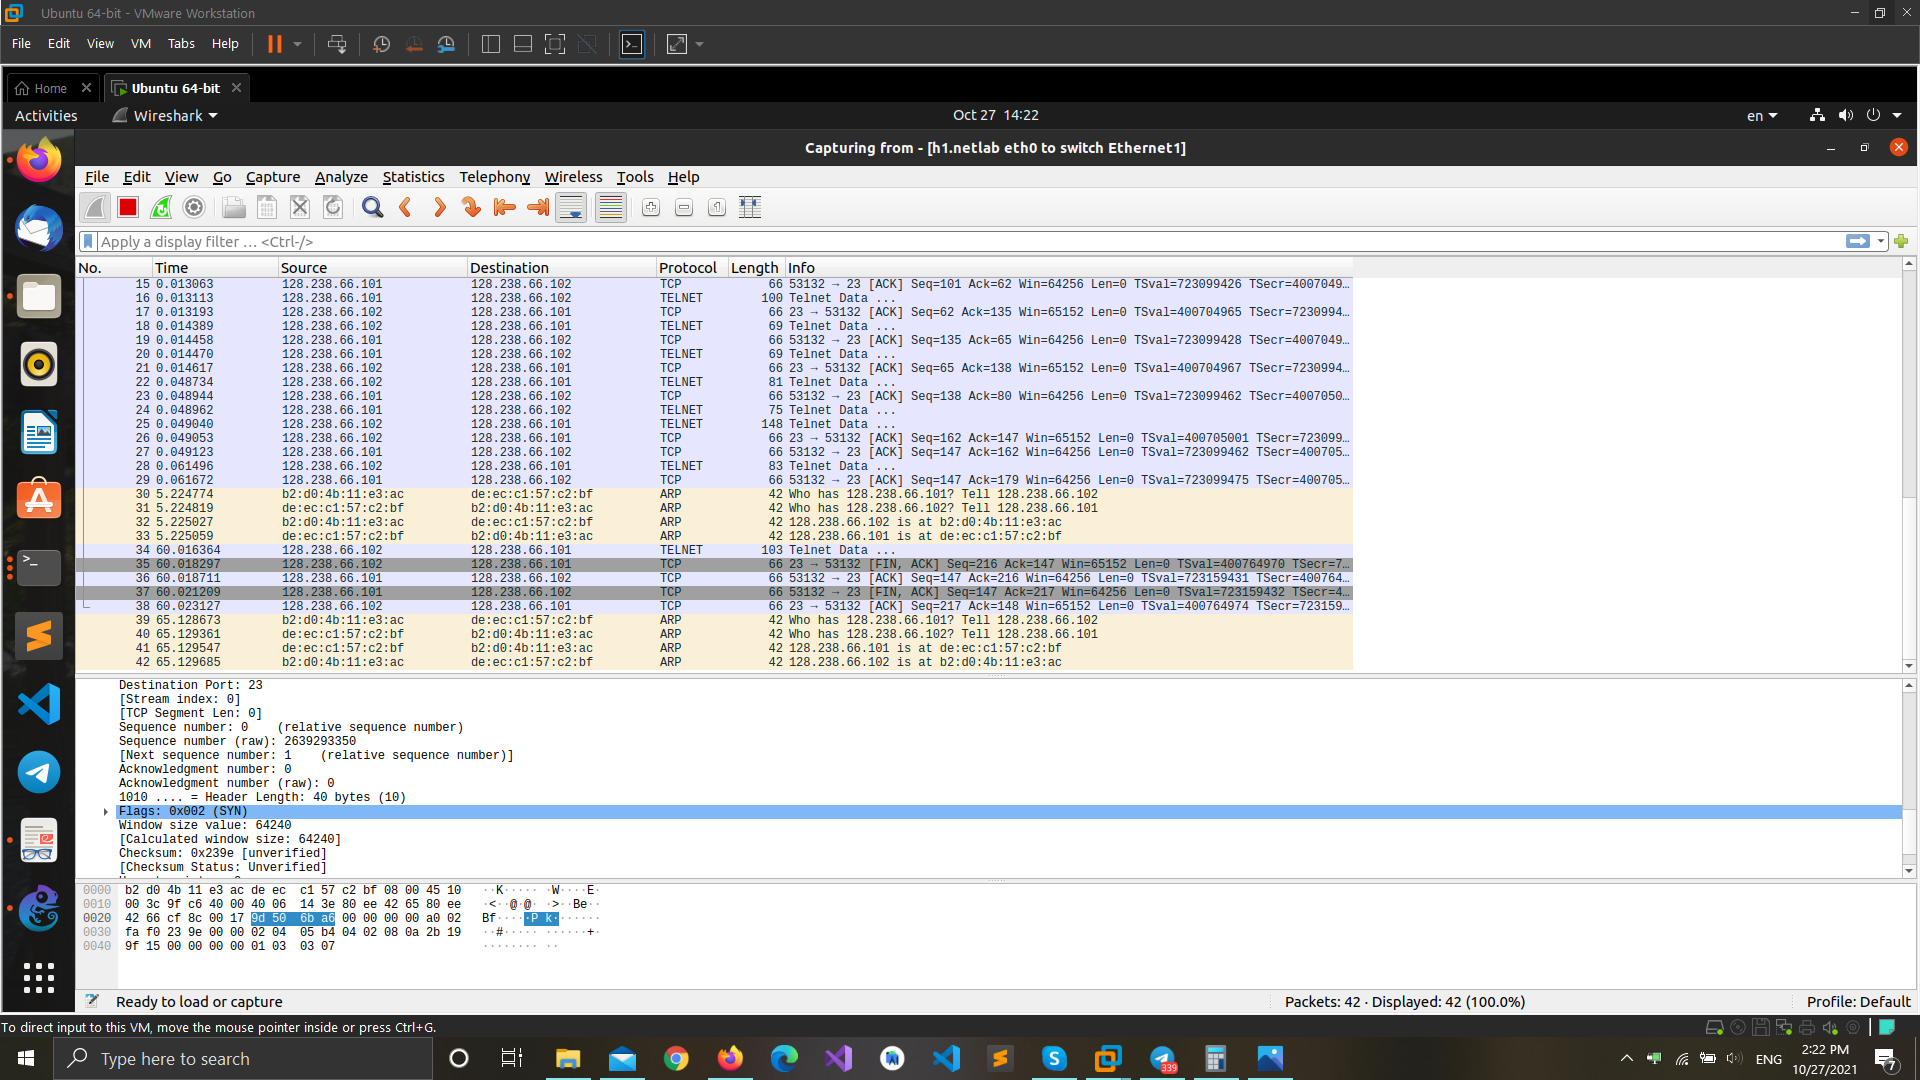 Ubuntu 64-bit - VMware Workstation
File Edit View VM Tabs Help
Home Ubuntu 64-bit
Activities Wireshark Oct 27 14:22 en
Capturing from - [h1.netlab eth0 to switch Ethernet1]
File Edit View Go Capture Analyze Statistics Telephony Wireless Tools Help
Apply a display filter … <Ctrl-/>
No. Time Source Destination Protocol Length Info
15 0.013063 128.238.66.101 128.238.66.102 TCP 66 53132 → 23 [ACK] Seq=101 Ack=62 Win=64256 Len=0 TSval=723099426 TSecr=4007049…
16 0.013113 128.238.66.101 128.238.66.102 TELNET 100 Telnet Data ...
17 0.013193 128.238.66.102 128.238.66.101 TCP 66 23 → 53132 [ACK] Seq=62 Ack=135 Win=65152 Len=0 TSval=400704965 TSecr=7230994…
18 0.014389 128.238.66.102 128.238.66.101 TELNET 69 Telnet Data ...
19 0.014458 128.238.66.101 128.238.66.102 TCP 66 53132 → 23 [ACK] Seq=135 Ack=65 Win=64256 Len=0 TSval=723099428 TSecr=4007049…
20 0.014470 128.238.66.101 128.238.66.102 TELNET 69 Telnet Data ...
21 0.014617 128.238.66.102 128.238.66.101 TCP 66 23 → 53132 [ACK] Seq=65 Ack=138 Win=65152 Len=0 TSval=400704967 TSecr=7230994…
22 0.048734 128.238.66.102 128.238.66.101 TELNET 81 Telnet Data ...
23 0.048944 128.238.66.101 128.238.66.102 TCP 66 53132 → 23 [ACK] Seq=138 Ack=80 Win=64256 Len=0 TSval=723099462 TSecr=4007050…
24 0.048962 128.238.66.101 128.238.66.102 TELNET 75 Telnet Data ...
25 0.049040 128.238.66.102 128.238.66.101 TELNET 148 Telnet Data ...
26 0.049053 128.238.66.102 128.238.66.101 TCP 66 23 → 53132 [ACK] Seq=162 Ack=147 Win=65152 Len=0 TSval=400705001 TSecr=723099…
27 0.049123 128.238.66.101 128.238.66.102 TCP 66 53132 → 23 [ACK] Seq=147 Ack=162 Win=64256 Len=0 TSval=723099462 TSecr=400705…
28 0.061496 128.238.66.102 128.238.66.101 TELNET 83 Telnet Data ...
29 0.061672 128.238.66.101 128.238.66.102 TCP 66 53132 → 23 [ACK] Seq=147 Ack=179 Win=64256 Len=0 TSval=723099475 TSecr=400705…
30 5.224774 b2:d0:4b:11:e3:ac de:ec:c1:57:c2:bf ARP 42 Who has 128.238.66.101? Tell 128.238.66.102
31 5.224819 de:ec:c1:57:c2:bf b2:d0:4b:11:e3:ac ARP 42 Who has 128.238.66.102? Tell 128.238.66.101
32 5.225027 b2:d0:4b:11:e3:ac de:ec:c1:57:c2:bf ARP 42 128.238.66.102 is at b2:d0:4b:11:e3:ac
33 5.225059 de:ec:c1:57:c2:bf b2:d0:4b:11:e3:ac ARP 42 128.238.66.101 is at de:ec:c1:57:c2:bf
34 60.016364 128.238.66.102 128.238.66.101 TELNET 103 Telnet Data ...
35 60.018297 128.238.66.102 128.238.66.101 TCP 66 23 → 53132 [FIN, ACK] Seq=216 Ack=147 Win=65152 Len=0 TSval=400764970 TSecr=7…
36 60.018711 128.238.66.101 128.238.66.102 TCP 66 53132 → 23 [ACK] Seq=147 Ack=216 Win=64256 Len=0 TSval=723159431 TSecr=400764…
37 60.021209 128.238.66.101 128.238.66.102 TCP 66 53132 → 23 [FIN, ACK] Seq=147 Ack=217 Win=64256 Len=0 TSval=723159432 TSecr=4…
38 60.023127 128.238.66.102 128.238.66.101 TCP 66 23 → 53132 [ACK] Seq=217 Ack=148 Win=65152 Len=0 TSval=400764974 TSecr=723159…
39 65.128673 b2:d0:4b:11:e3:ac de:ec:c1:57:c2:bf ARP 42 Who has 128.238.66.101? Tell 128.238.66.102
40 65.129361 de:ec:c1:57:c2:bf b2:d0:4b:11:e3:ac ARP 42 Who has 128.238.66.102? Tell 128.238.66.101
41 65.129547 de:ec:c1:57:c2:bf b2:d0:4b:11:e3:ac ARP 42 128.238.66.101 is at de:ec:c1:57:c2:bf
42 65.129685 b2:d0:4b:11:e3:ac de:ec:c1:57:c2:bf ARP 42 128.238.66.102 is at b2:d0:4b:11:e3:ac
Destination Port: 23
[Stream index: 0]
[TCP Segment Len: 0]
Sequence number: 0 (relative sequence number)
Sequence number (raw): 2639293350
[Next sequence number: 1 (relative sequence number)]
Acknowledgment number: 0
Acknowledgment number (raw): 0
1010 .... = Header Length: 40 bytes (10)
Flags: 0x002 (SYN)
Window size value: 64240
[Calculated window size: 64240]
Checksum: 0x239e [unverified]
[Checksum Status: Unverified]
0000 b2 d0 4b 11 e3 ac de ec c1 57 c2 bf 08 00 45 10 ··K····· ·W····E·
0010 00 3c 9f c6 40 00 40 06 14 3e 80 ee 42 65 80 ee ·<··@·@· ·>··Be··
0020 42 66 cf 8c 00 17 9d 50 6b a6 00 00 00 00 a0 02 Bf·····P k·······
0030 fa f0 23 9e 00 00 02 04 05 b4 04 02 08 0a 2b 19 ··#····· ······+·
0040 9f 15 00 00 00 00 01 03 03 07 ········ ··
Ready to load or capture Packets: 42 · Displayed: 42 (100.0%) Profile: Default
To direct input to this VM, move the mouse pointer inside or press Ctrl+G.
Type here to search 339 ENG 2:22 PM 7
10/27/2021